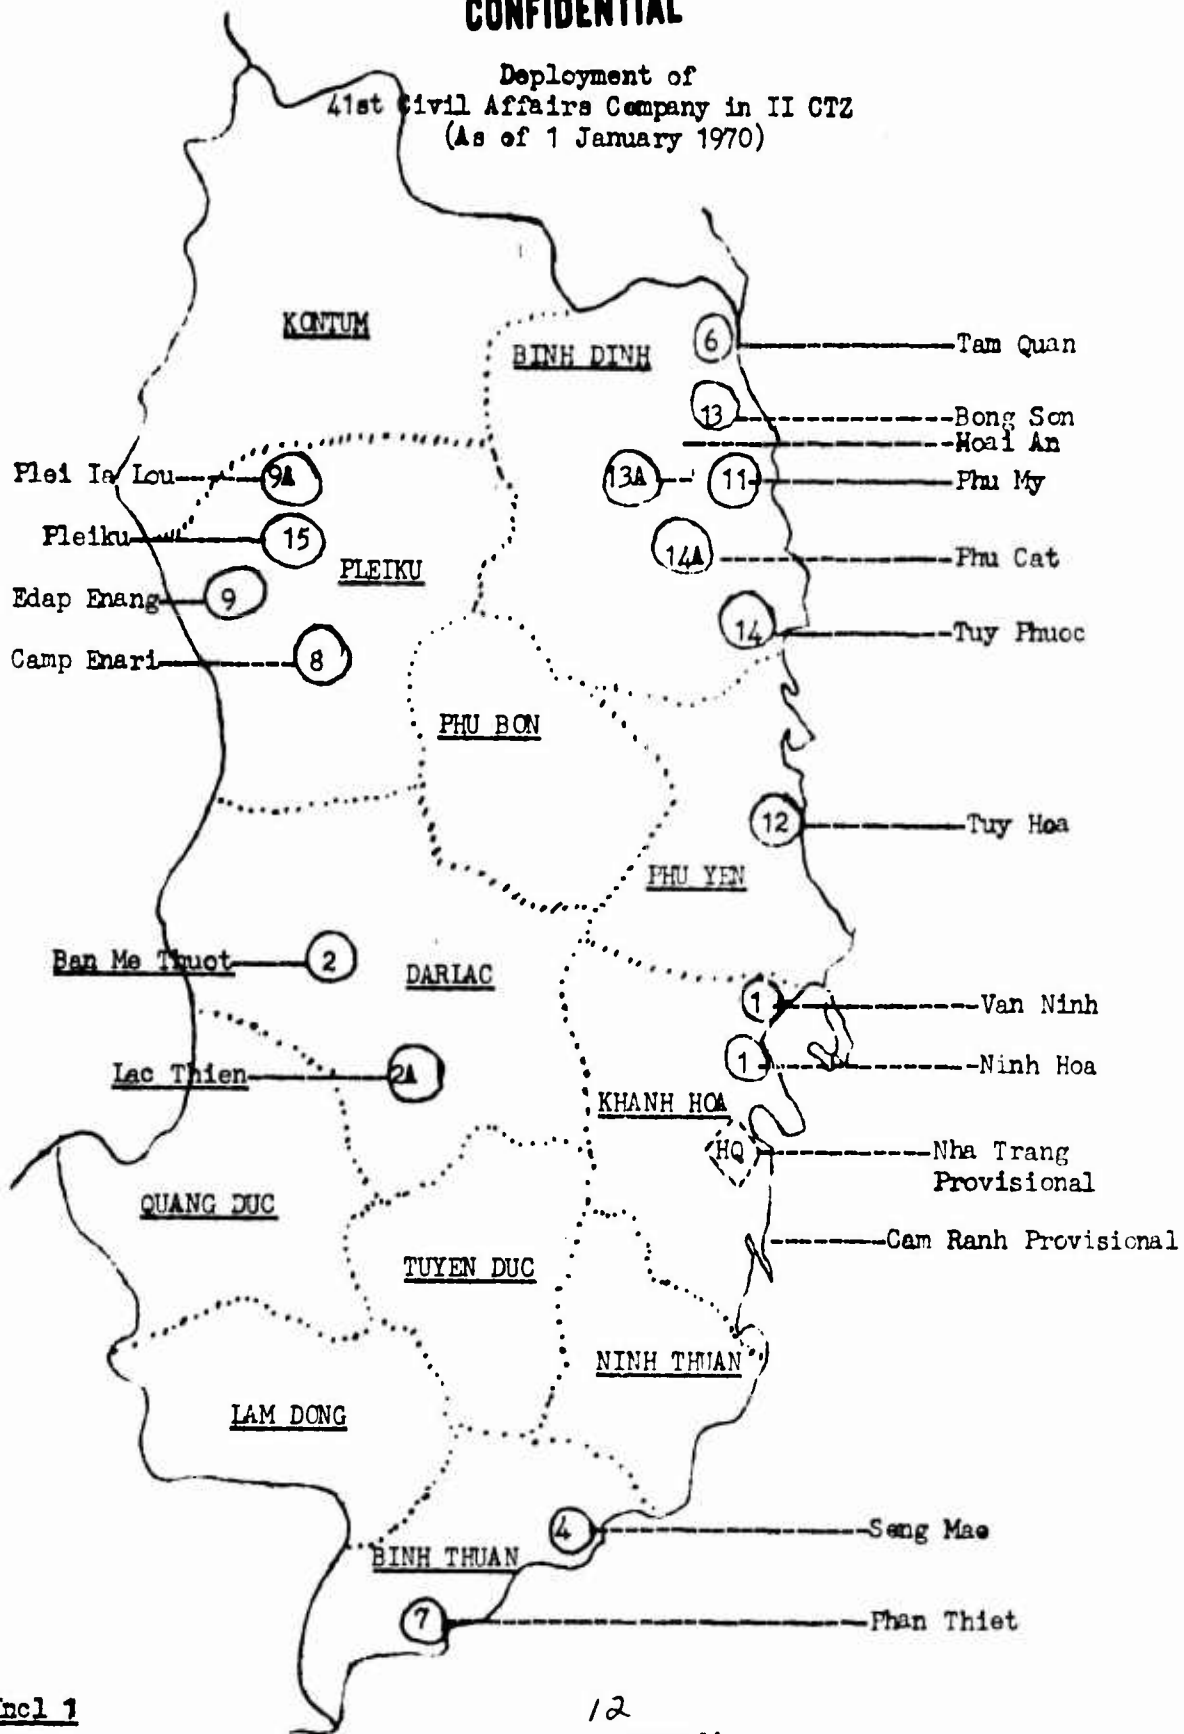 CONFIDENTIAL
Deployment of
41st Civil Affairs Company in II CTZ
(As of 1 January 1970)
KONTUM
BINH DINH
6
Tam Quan
13
Bong Son
Hoai An
Plei Ia Lou
9A
13A
11
Phu My
Pleiku
15
PLEIKU
14A
Phu Cat
Edap Enang
9
14
Tuy Phuoc
Camp Enari
8
PHU BON
12
Tuy Hoa
PHU YEN
Ban Me Thuot
2
DARLAC
1
Van Ninh
Lac Thien
2A
1
Ninh Hoa
KHANH HOA
HQ
Nha Trang
Provisional
QUANG DUC
Cam Ranh Provisional
TUYEN DUC
NINH THUAN
LAM DONG
4
Song Mao
BINH THUAN
7
Phan Thiet
Incl 1
12